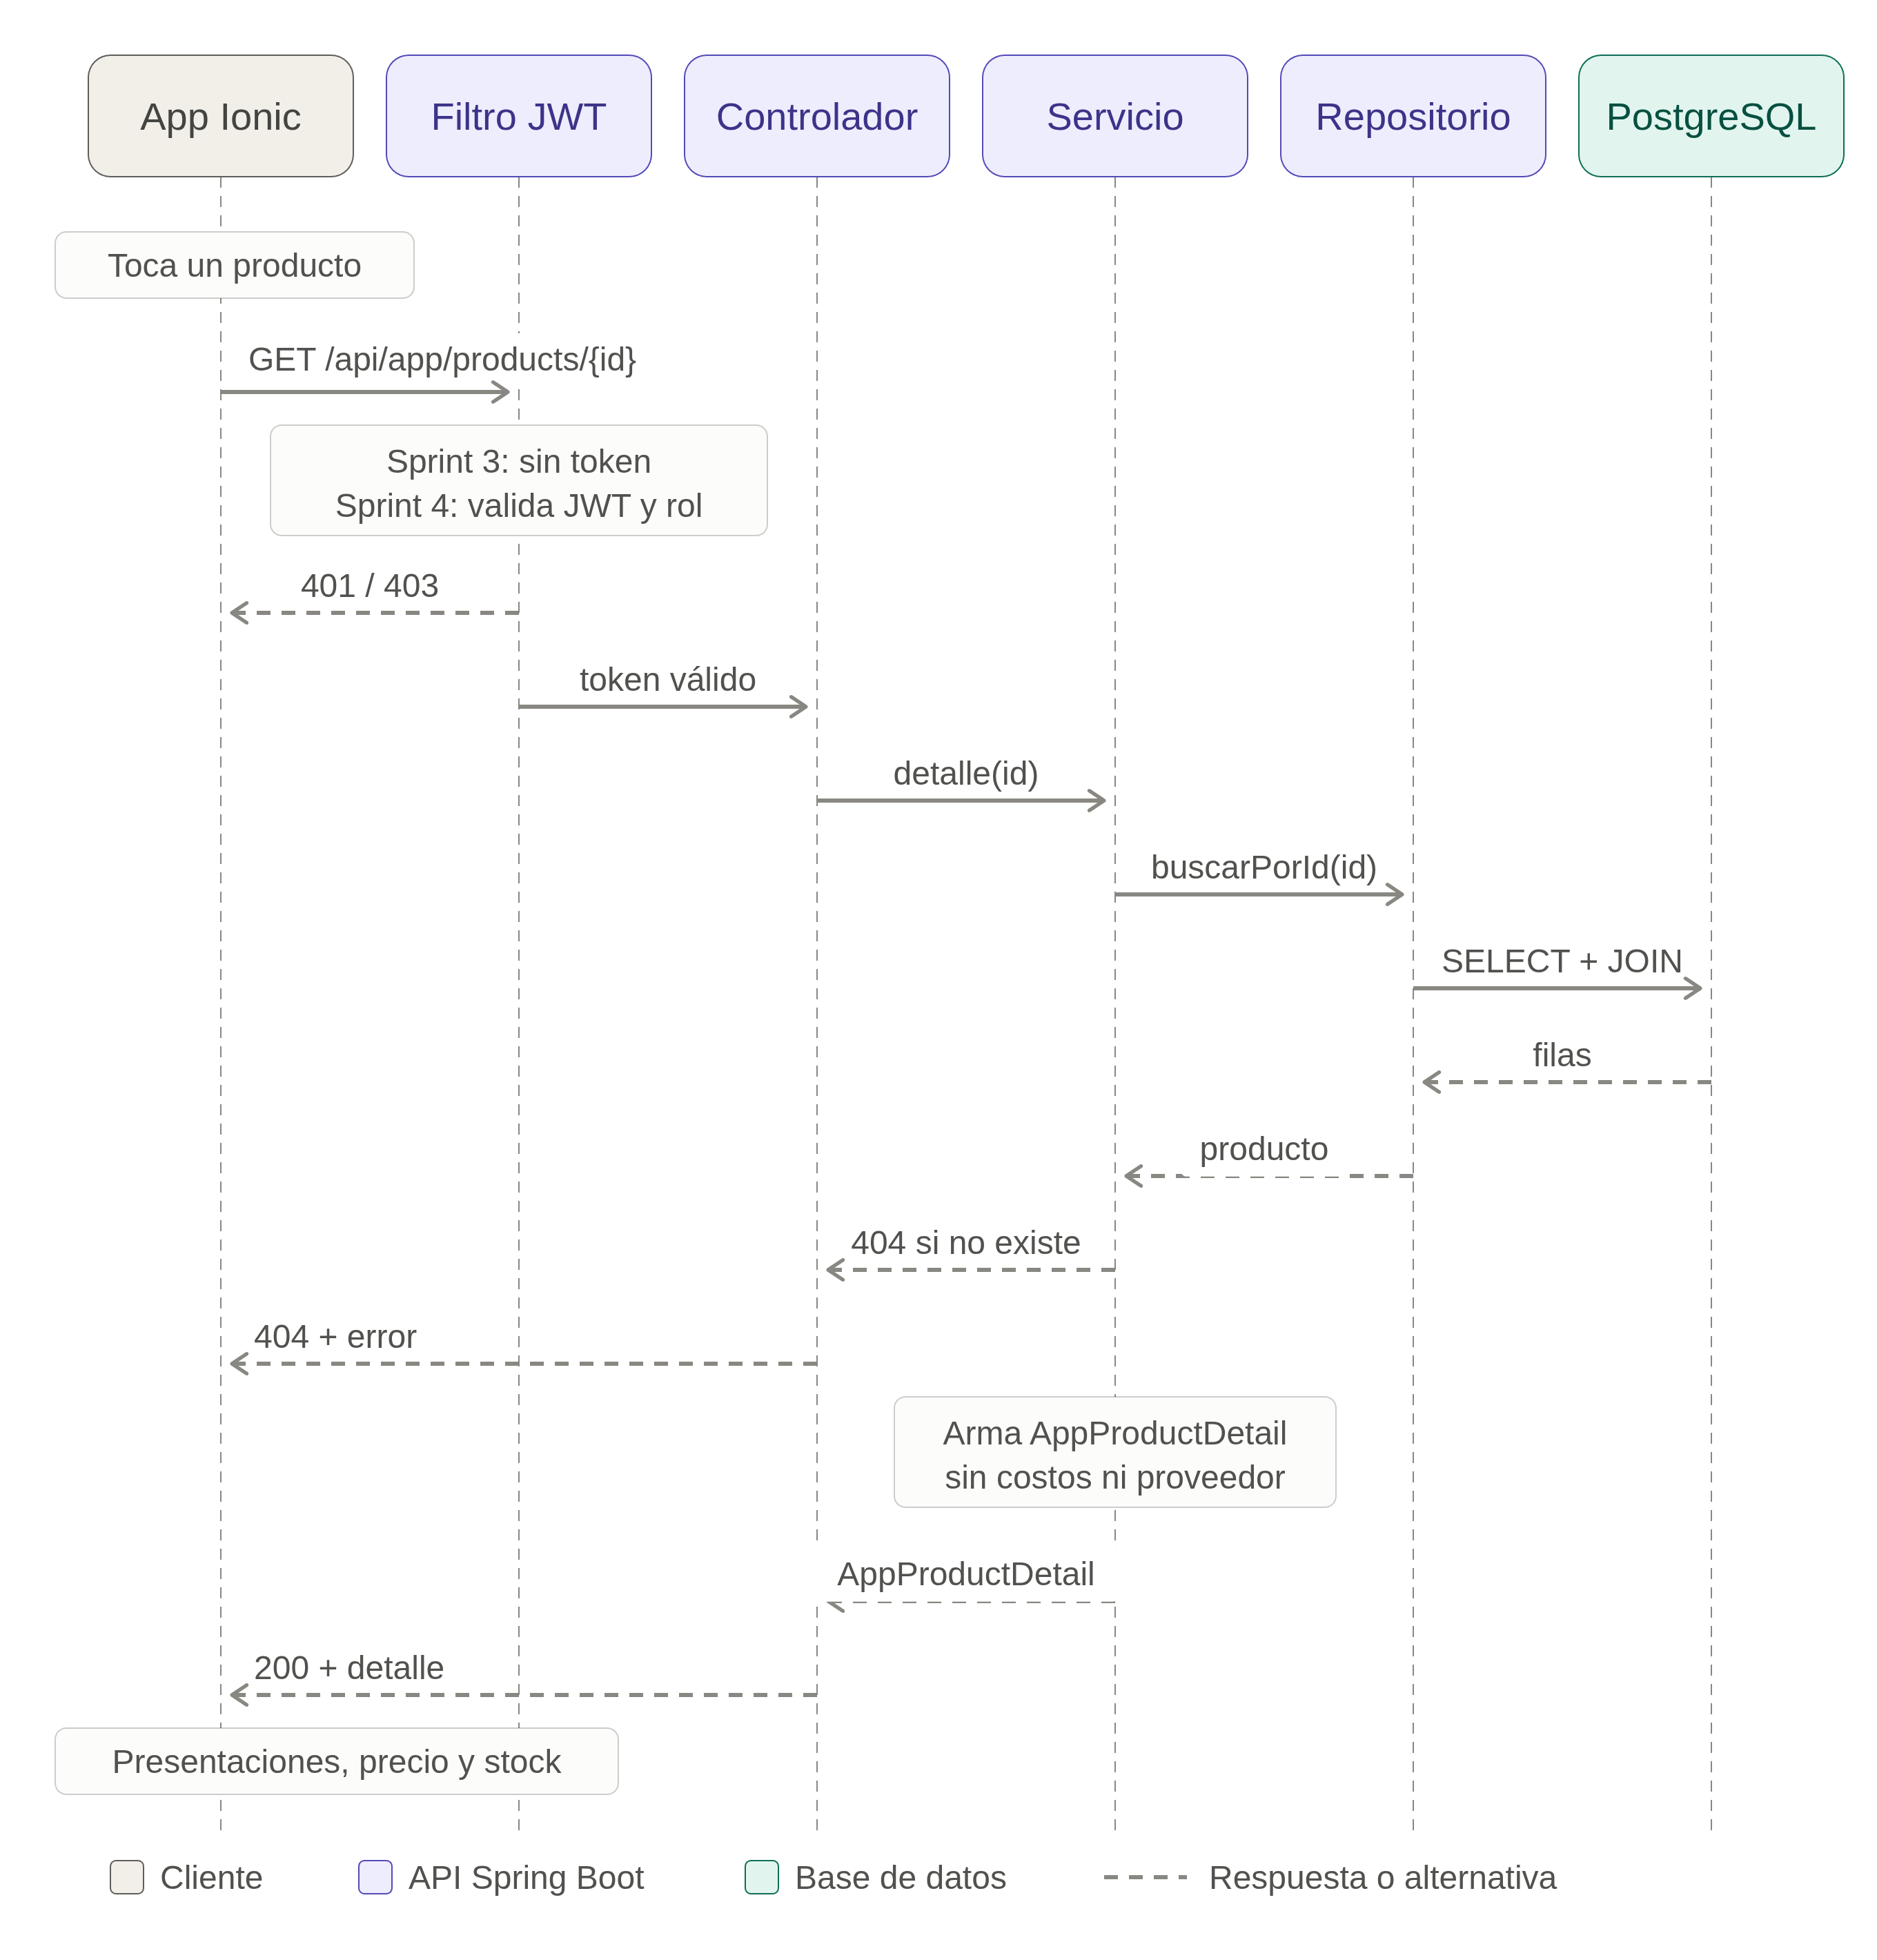 App Ionic
Filtro JWT
Controlador
Servicio
Repositorio
PostgreSQL
Toca un producto
GET /api/app/products/{id}
Sprint 3: sin token
Sprint 4: valida JWT y rol
401 / 403
token válido
detalle(id)
buscarPorId(id)
SELECT + JOIN
filas
producto
404 si no existe
404 + error
Arma AppProductDetail
sin costos ni proveedor
AppProductDetail
200 + detalle
Presentaciones, precio y stock
Cliente
API Spring Boot
Base de datos
Respuesta o alternativa